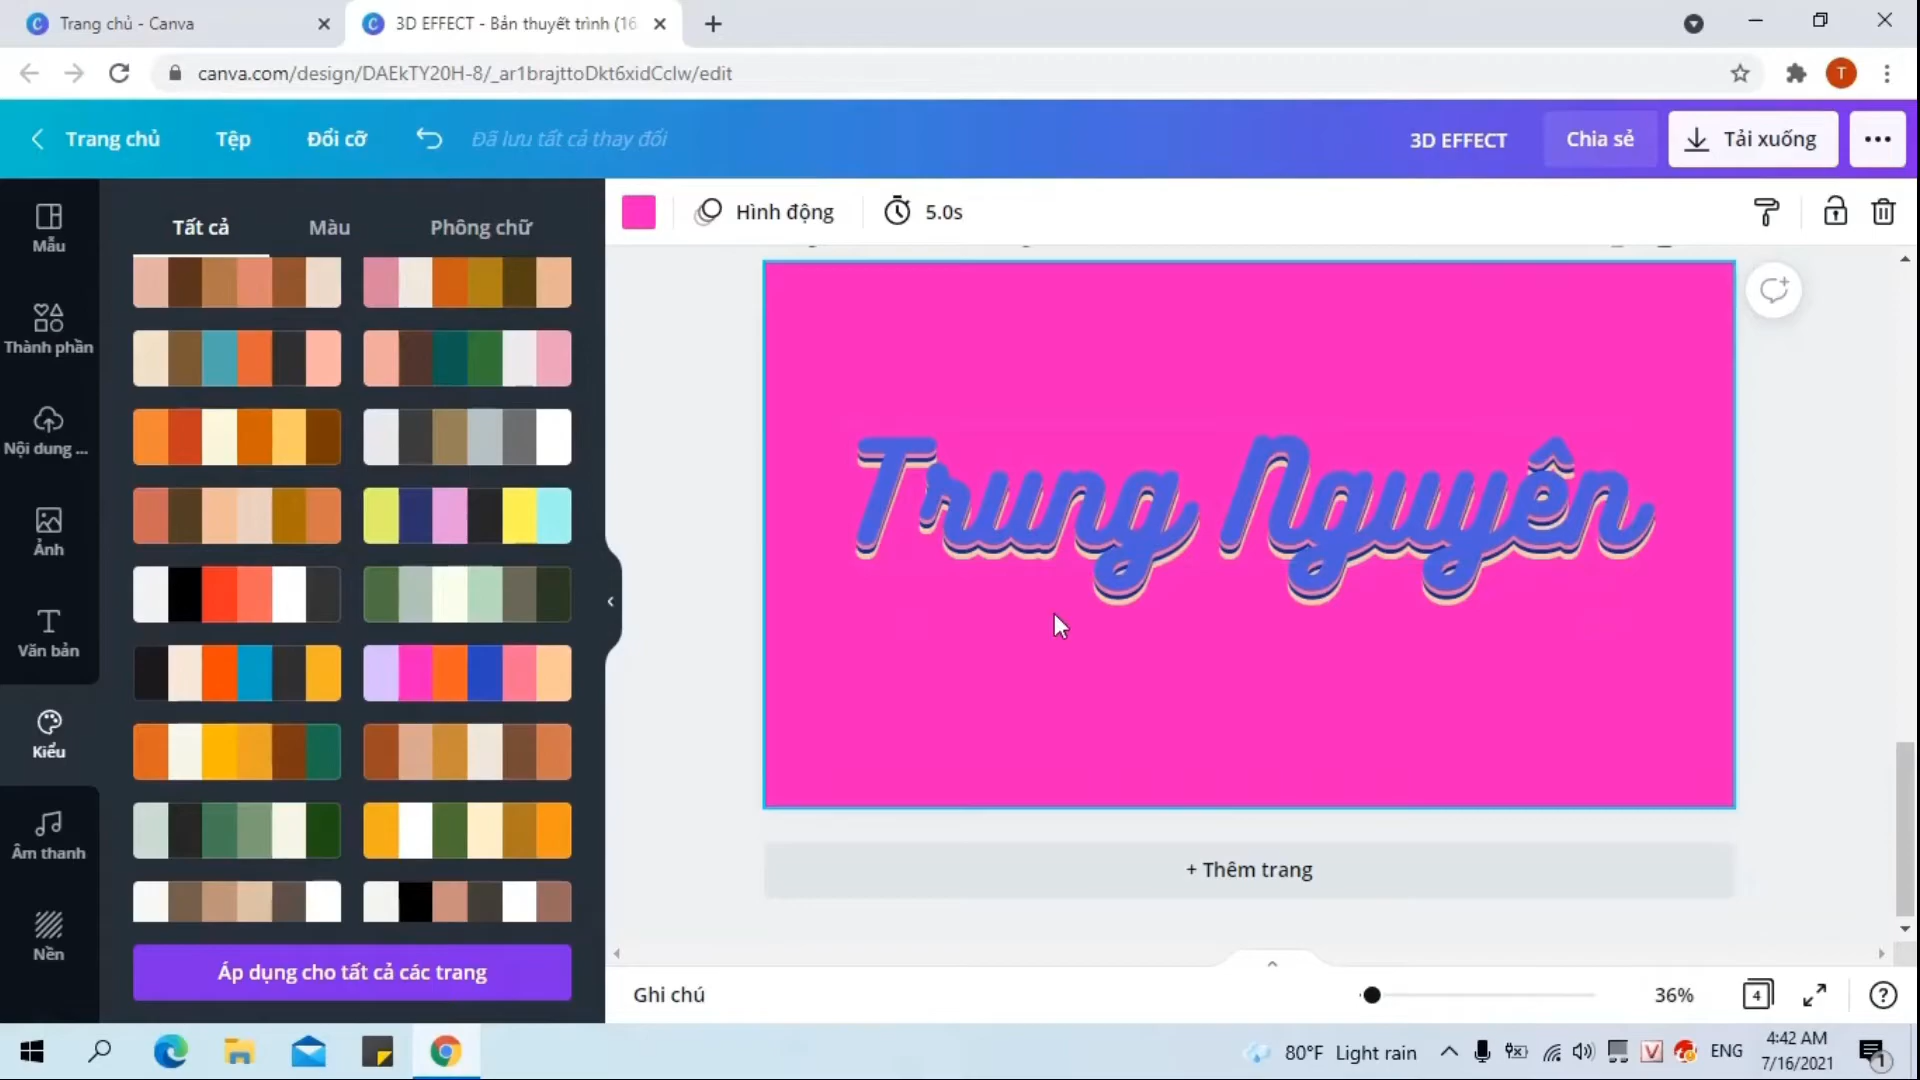 Trang chủ - Canva
3D EFFECT - Bản thuyết trình (16
canva.com/design/DAEkTY20H-8/_ar1brajttoDkt6xidCclw/edit
T
Trang chủ
Tệp
Đổi cỡ
Đã lưu tất cả thay đổi
3D EFFECT
Chia sẻ
Tải xuống
Mẫu
Thành phần
Nội dung ...
Ảnh
Văn bản
Kiểu
Âm thanh
Nền
Tất cả
Màu
Phông chữ
Áp dụng cho tất cả các trang
Hình động
5.0s
Trung Nguyên
+ Thêm trang
Ghi chú
36%
4
80°F Light rain
ENG
4:42 AM
7/16/2021
1